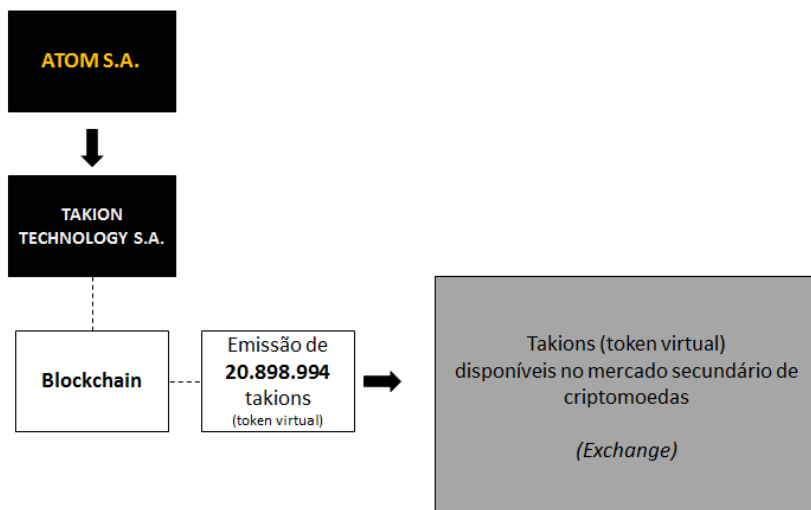 ATOM S.A.
TAKION
TECHNOLOGY S.A.
Blockchain
Emissão de
20.898.994
takions
(token virtual)
Takions (token virtual)
disponíveis no mercado secundário de
criptomoedas
(Exchange)